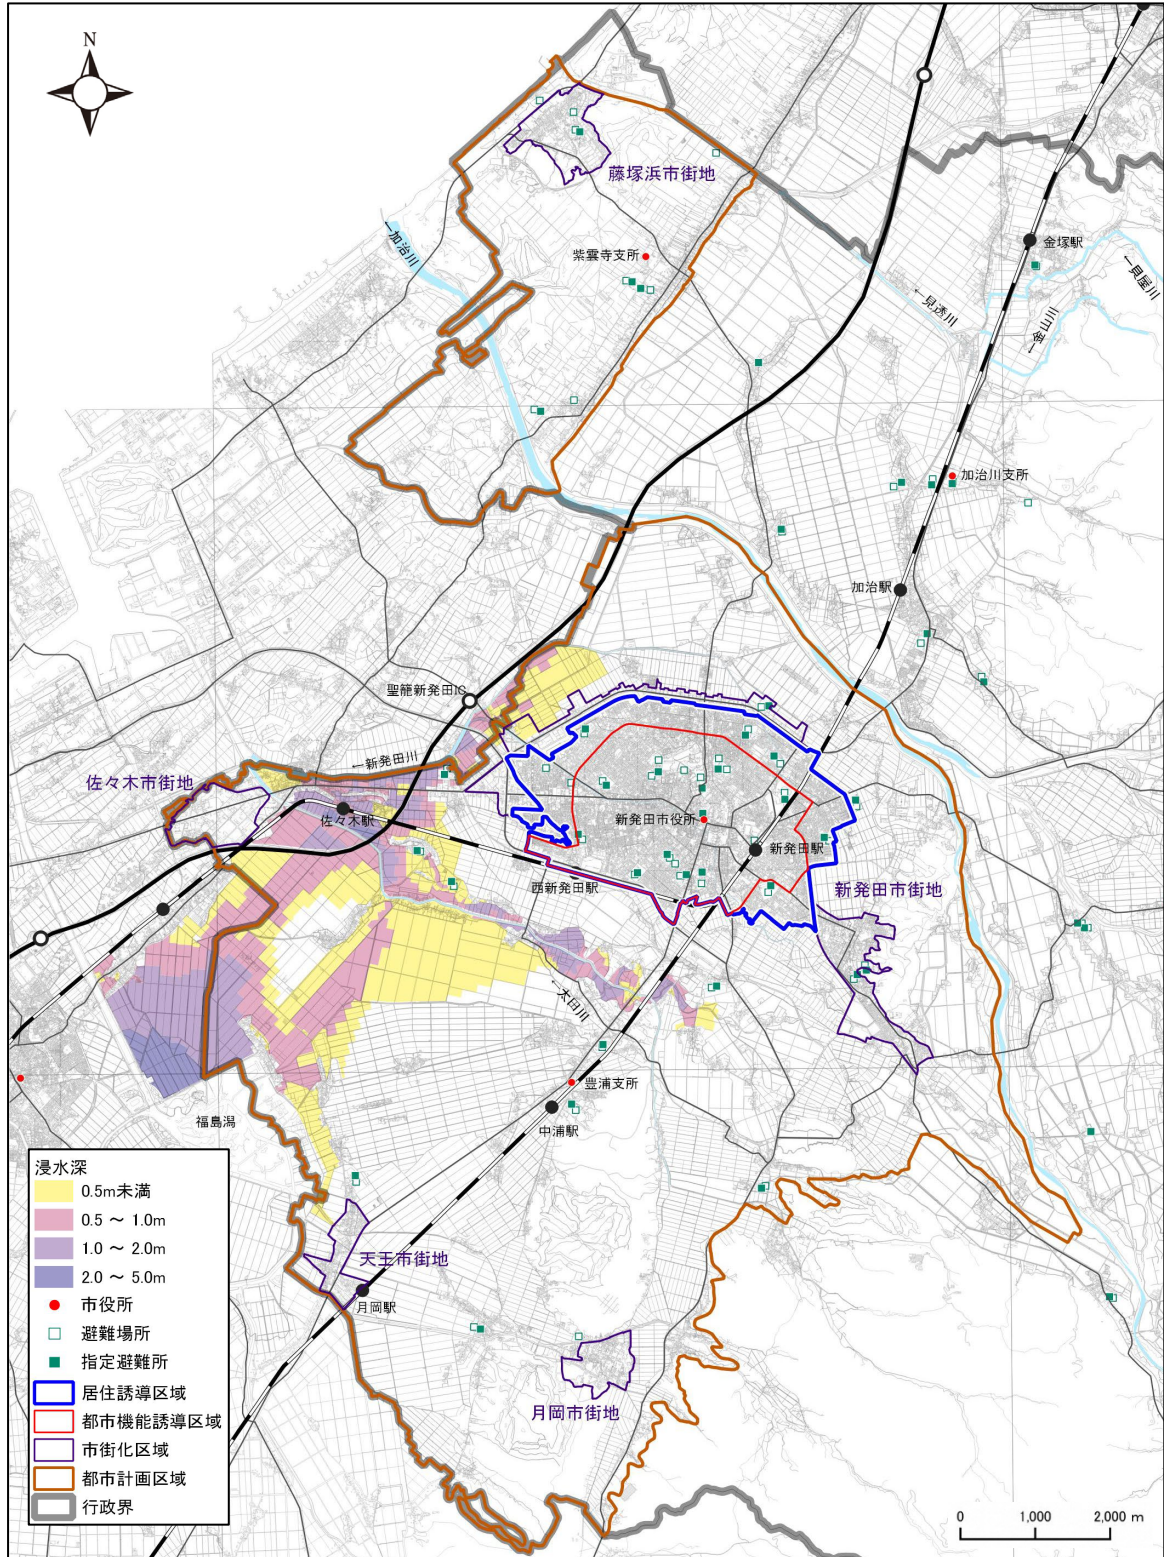 N
藤塚浜市街地
←加治川
紫雲寺支所
金塚駅
←貝屋川
←見透川
←金山川
加治川支所
加治駅
聖籠新発田IC
←新発田川
佐々木市街地
佐々木駅
新発田市役所
新発田駅
西新発田駅
新発田市街地
←太田川
豊浦支所
中浦駅
福島潟
天王市街地
月岡駅
月岡市街地
浸水深
0.5m未満
0.5 ～ 1.0m
1.0 ～ 2.0m
2.0 ～ 5.0m
市役所
避難場所
指定避難所
居住誘導区域
都市機能誘導区域
市街化区域
都市計画区域
行政界
0 1,000 2,000 m